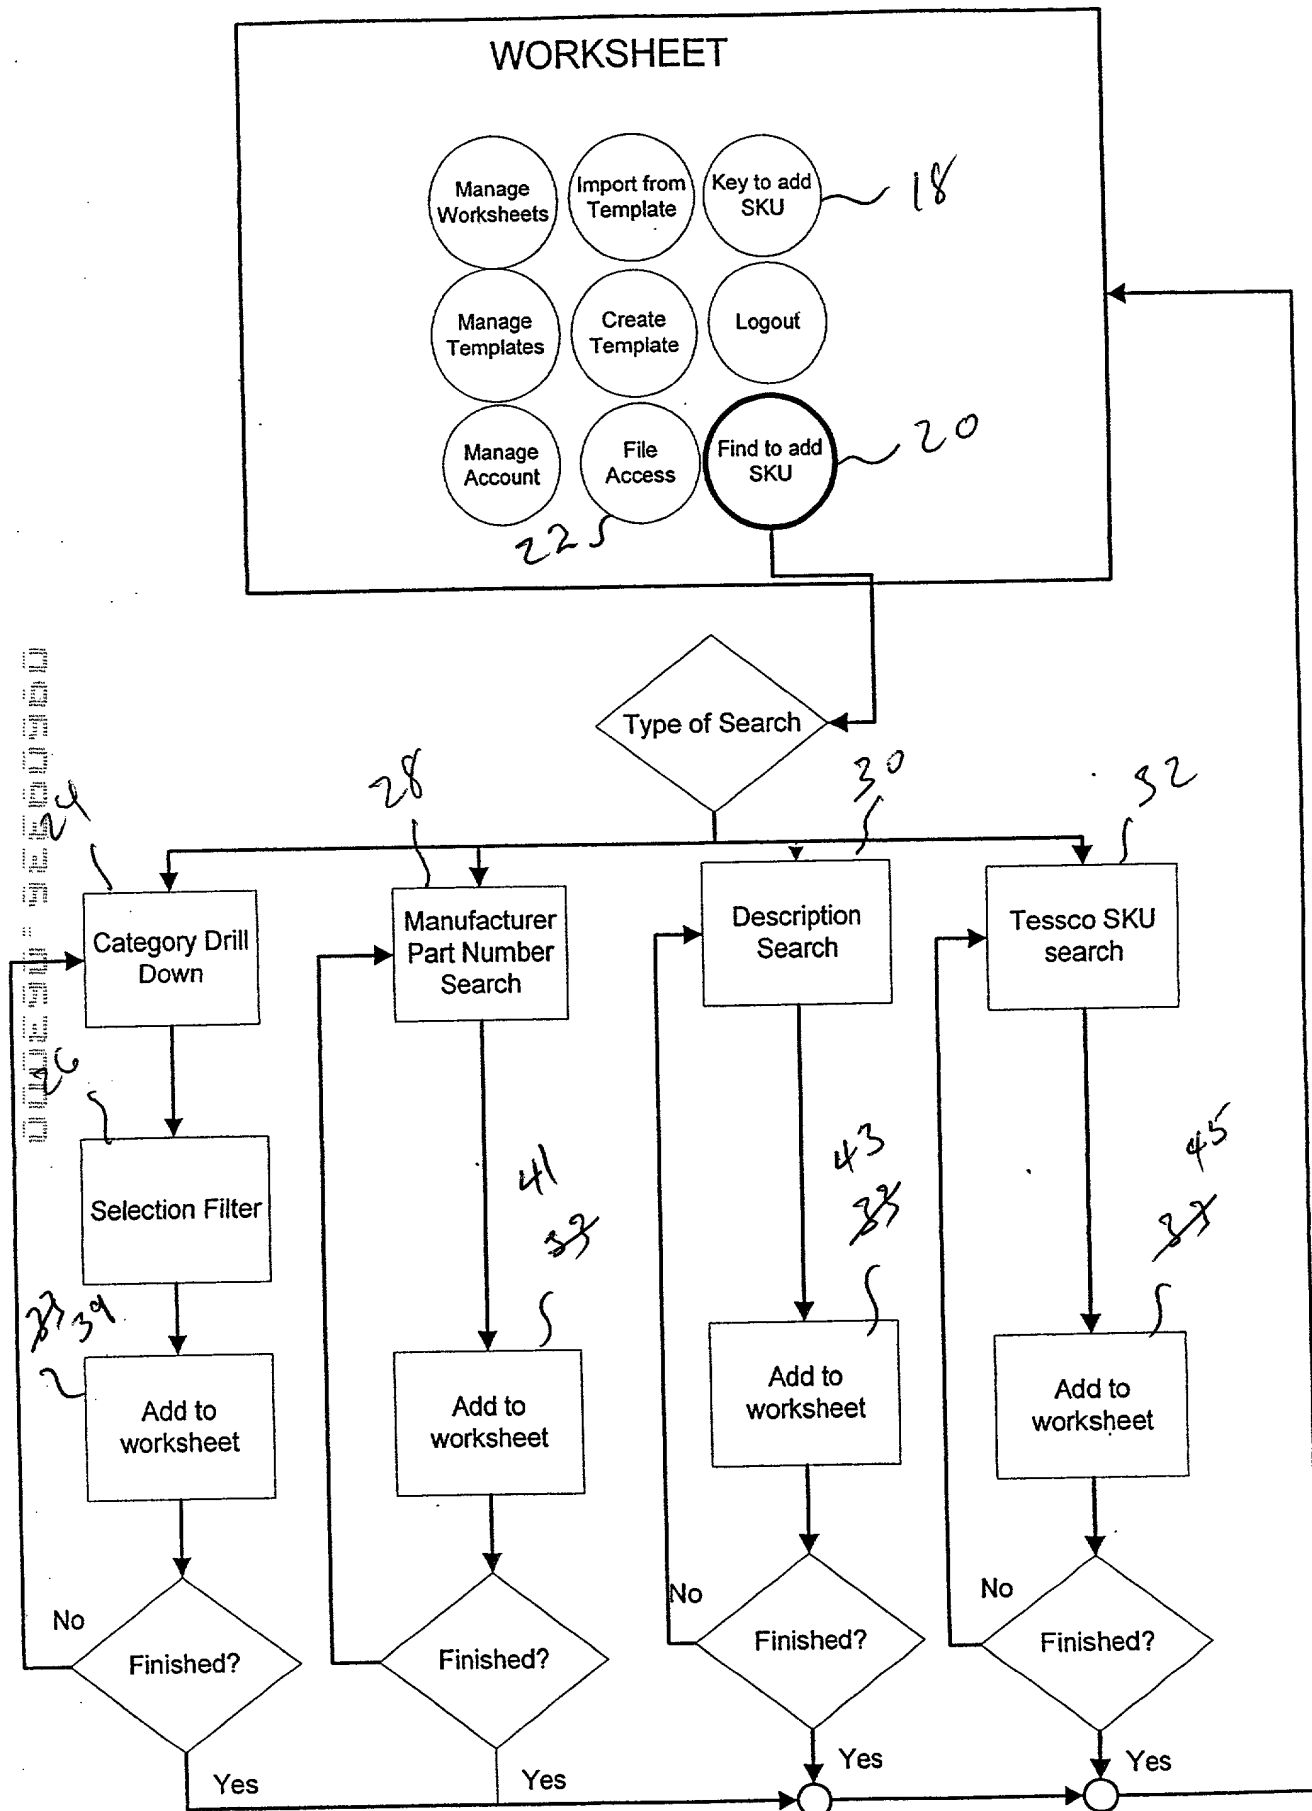 WORKSHEET
Manage
Worksheets
Import from
Template
Key to add
SKU
18
Manage
Templates
Create
Template
Logout
Manage
Account
File
Access
Find to add
SKU
20
22
Type of Search
24
28
30
32
Category Drill
Down
Manufacturer
Part Number
Search
Description
Search
Tessco SKU
search
26
Selection Filter
41
43
45
39
Add to
worksheet
Add to
worksheet
Add to
worksheet
Add to
worksheet
No
Finished?
Finished?
No
Finished?
No
Finished?
Yes
Yes
Yes
Yes